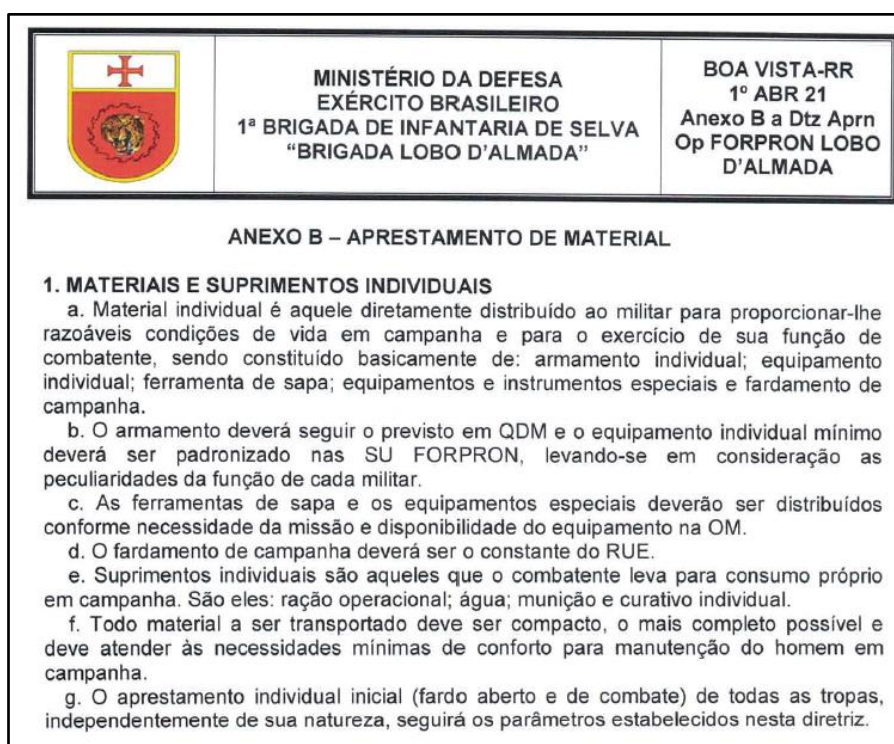 MINISTÉRIO DA DEFESA
EXÉRCITO BRASILEIRO
1ª BRIGADA DE INFANTARIA DE SELVA
“BRIGADA LOBO D’ALMADA”
BOA VISTA-RR
1º ABR 21
Anexo B a Dtz Aprn
Op FORPRON LOBO
D’ALMADA
ANEXO B – APRESTAMENTO DE MATERIAL
1. MATERIAIS E SUPRIMENTOS INDIVIDUAIS
a. Material individual é aquele diretamente distribuído ao militar para proporcionar-lhe
razoáveis condições de vida em campanha e para o exercício de sua função de
combatente, sendo constituído basicamente de: armamento individual; equipamento
individual; ferramenta de sapa; equipamentos e instrumentos especiais e fardamento de
campanha.
b. O armamento deverá seguir o previsto em QDM e o equipamento individual mínimo
deverá ser padronizado nas SU FORPRON, levando-se em consideração as
peculiaridades da função de cada militar.
c. As ferramentas de sapa e os equipamentos especiais deverão ser distribuídos
conforme necessidade da missão e disponibilidade do equipamento na OM.
d. O fardamento de campanha deverá ser o constante do RUE.
e. Suprimentos individuais são aqueles que o combatente leva para consumo próprio
em campanha. São eles: ração operacional; água; munição e curativo individual.
f. Todo material a ser transportado deve ser compacto, o mais completo possível e
deve atender às necessidades mínimas de conforto para manutenção do homem em
campanha.
g. O aprestamento individual inicial (fardo aberto e de combate) de todas as tropas,
independentemente de sua natureza, seguirá os parâmetros estabelecidos nesta diretriz.